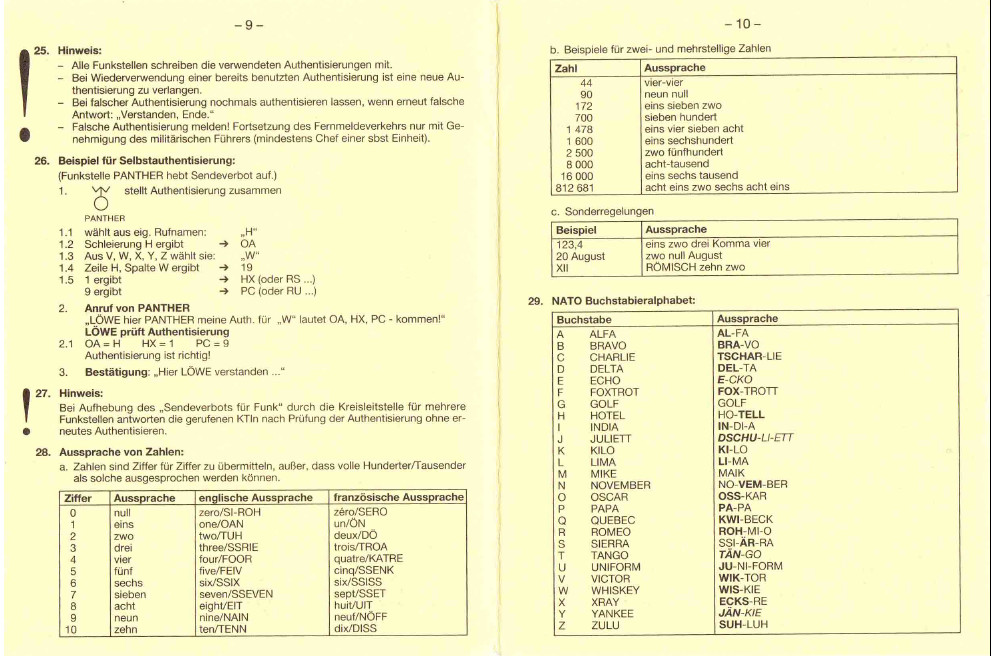 – 9 –
25. Hinweis:
– Alle Funkstellen schreiben die verwendeten Authentisierungen mit.
– Bei Wiederverwendung einer bereits benutzten Authentisierung ist eine neue Au-
thentisierung zu verlangen.
– Bei falscher Authentisierung nochmals authentisieren lassen, wenn erneut falsche
Antwort: „Verstanden, Ende.“
– Falsche Authentisierung melden! Fortsetzung des Fernmeldeverkehrs nur mit Ge-
nehmigung des militärischen Führers (mindestens Chef einer sbst Einheit).
26. Beispiel für Selbstauthentisierung:
(Funkstelle PANTHER hebt Sendeverbot auf.)
1. stellt Authentisierung zusammen
PANTHER
1.1 wählt aus eig. Rufnamen: „H“
1.2 Schleierung H ergibt → OA
1.3 Aus V, W, X, Y, Z wählt sie: „W“
1.4 Zeile H, Spalte W ergibt → 19
1.5 1 ergibt → HX (oder RS ...)
9 ergibt → PC (oder RU ...)
2. Anruf von PANTHER
„LÖWE hier PANTHER meine Auth. für „W“ lautet OA, HX, PC - kommen!“
LÖWE prüft Authentisierung
2.1 OA = H HX = 1 PC = 9
Authentisierung ist richtig!
3. Bestätigung: „Hier LÖWE verstanden ...“
27. Hinweis:
Bei Aufhebung des „Sendeverbots für Funk“ durch die Kreisleitstelle für mehrere
Funkstellen antworten die gerufenen KTln nach Prüfung der Authentisierung ohne er-
neutes Authentisieren.
28. Aussprache von Zahlen:
a. Zahlen sind Ziffer für Ziffer zu übermitteln, außer, dass volle Hunderter/Tausender
als solche ausgesprochen werden können.
Ziffer Aussprache englische Aussprache französische Aussprache
0 null zero/SI-ROH zéro/SERO
1 eins one/OAN un/ÖN
2 zwo two/TUH deux/DÖ
3 drei three/SSRIE trois/TROA
4 vier four/FOOR quatre/KATRE
5 fünf five/FEIV cinq/SSENK
6 sechs six/SSIX six/SSISS
7 sieben seven/SSEVEN sept/SSET
8 acht eight/EIT huit/UIT
9 neun nine/NAIN neuf/NÖFF
10 zehn ten/TENN dix/DISS
– 10 –
b. Beispiele für zwei- und mehrstellige Zahlen
Zahl Aussprache
44 vier-vier
90 neun null
172 eins sieben zwo
700 sieben hundert
1 478 eins vier sieben acht
1 600 eins sechshundert
2 500 zwo fünfhundert
8 000 acht-tausend
16 000 eins sechs tausend
812 681 acht eins zwo sechs acht eins
c. Sonderregelungen
Beispiel Aussprache
123,4 eins zwo drei Komma vier
20 August zwo null August
XII RÖMISCH zehn zwo
29. NATO Buchstabieralphabet:
Buchstabe Aussprache
A ALFA AL-FA
B BRAVO BRA-VO
C CHARLIE TSCHAR-LIE
D DELTA DEL-TA
E ECHO E-CKO
F FOXTROT FOX-TROTT
G GOLF GOLF
H HOTEL HO-TELL
I INDIA IN-DI-A
J JULIETT DSCHU-LI-ETT
K KILO KI-LO
L LIMA LI-MA
M MIKE MAIK
N NOVEMBER NO-VEM-BER
O OSCAR OSS-KAR
P PAPA PA-PA
Q QUEBEC KWI-BECK
R ROMEO ROH-MI-O
S SIERRA SSI-ÄR-RA
T TANGO TÄN-GO
U UNIFORM JU-NI-FORM
V VICTOR WIK-TOR
W WHISKEY WIS-KIE
X XRAY ECKS-RE
Y YANKEE JÄN-KIE
Z ZULU SUH-LUH